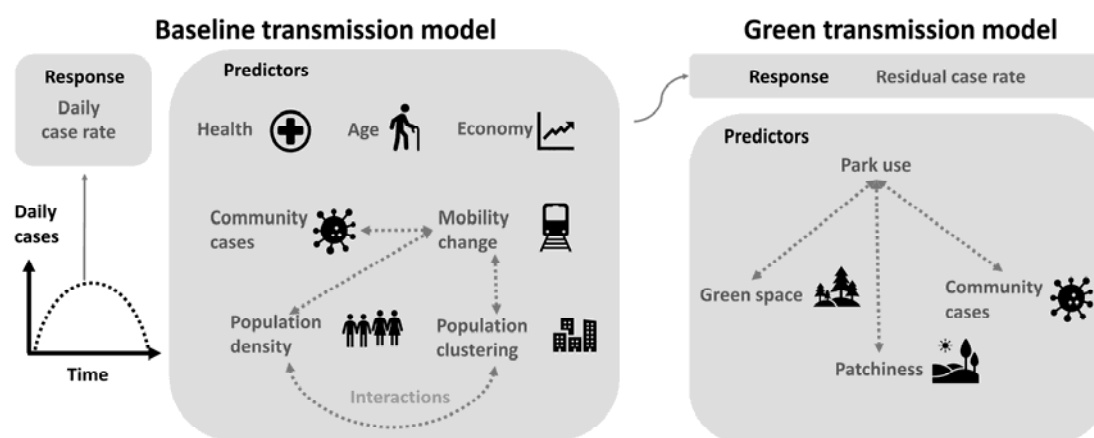 Baseline transmission model
Green transmission model
Response
Daily
case rate
Daily
cases
Time
Predictors
Health
Age
Economy
Community
cases
Mobility
change
Population
density
Population
clustering
Interactions
Response Residual case rate
Predictors
Park use
Green space
Community
cases
Patchiness